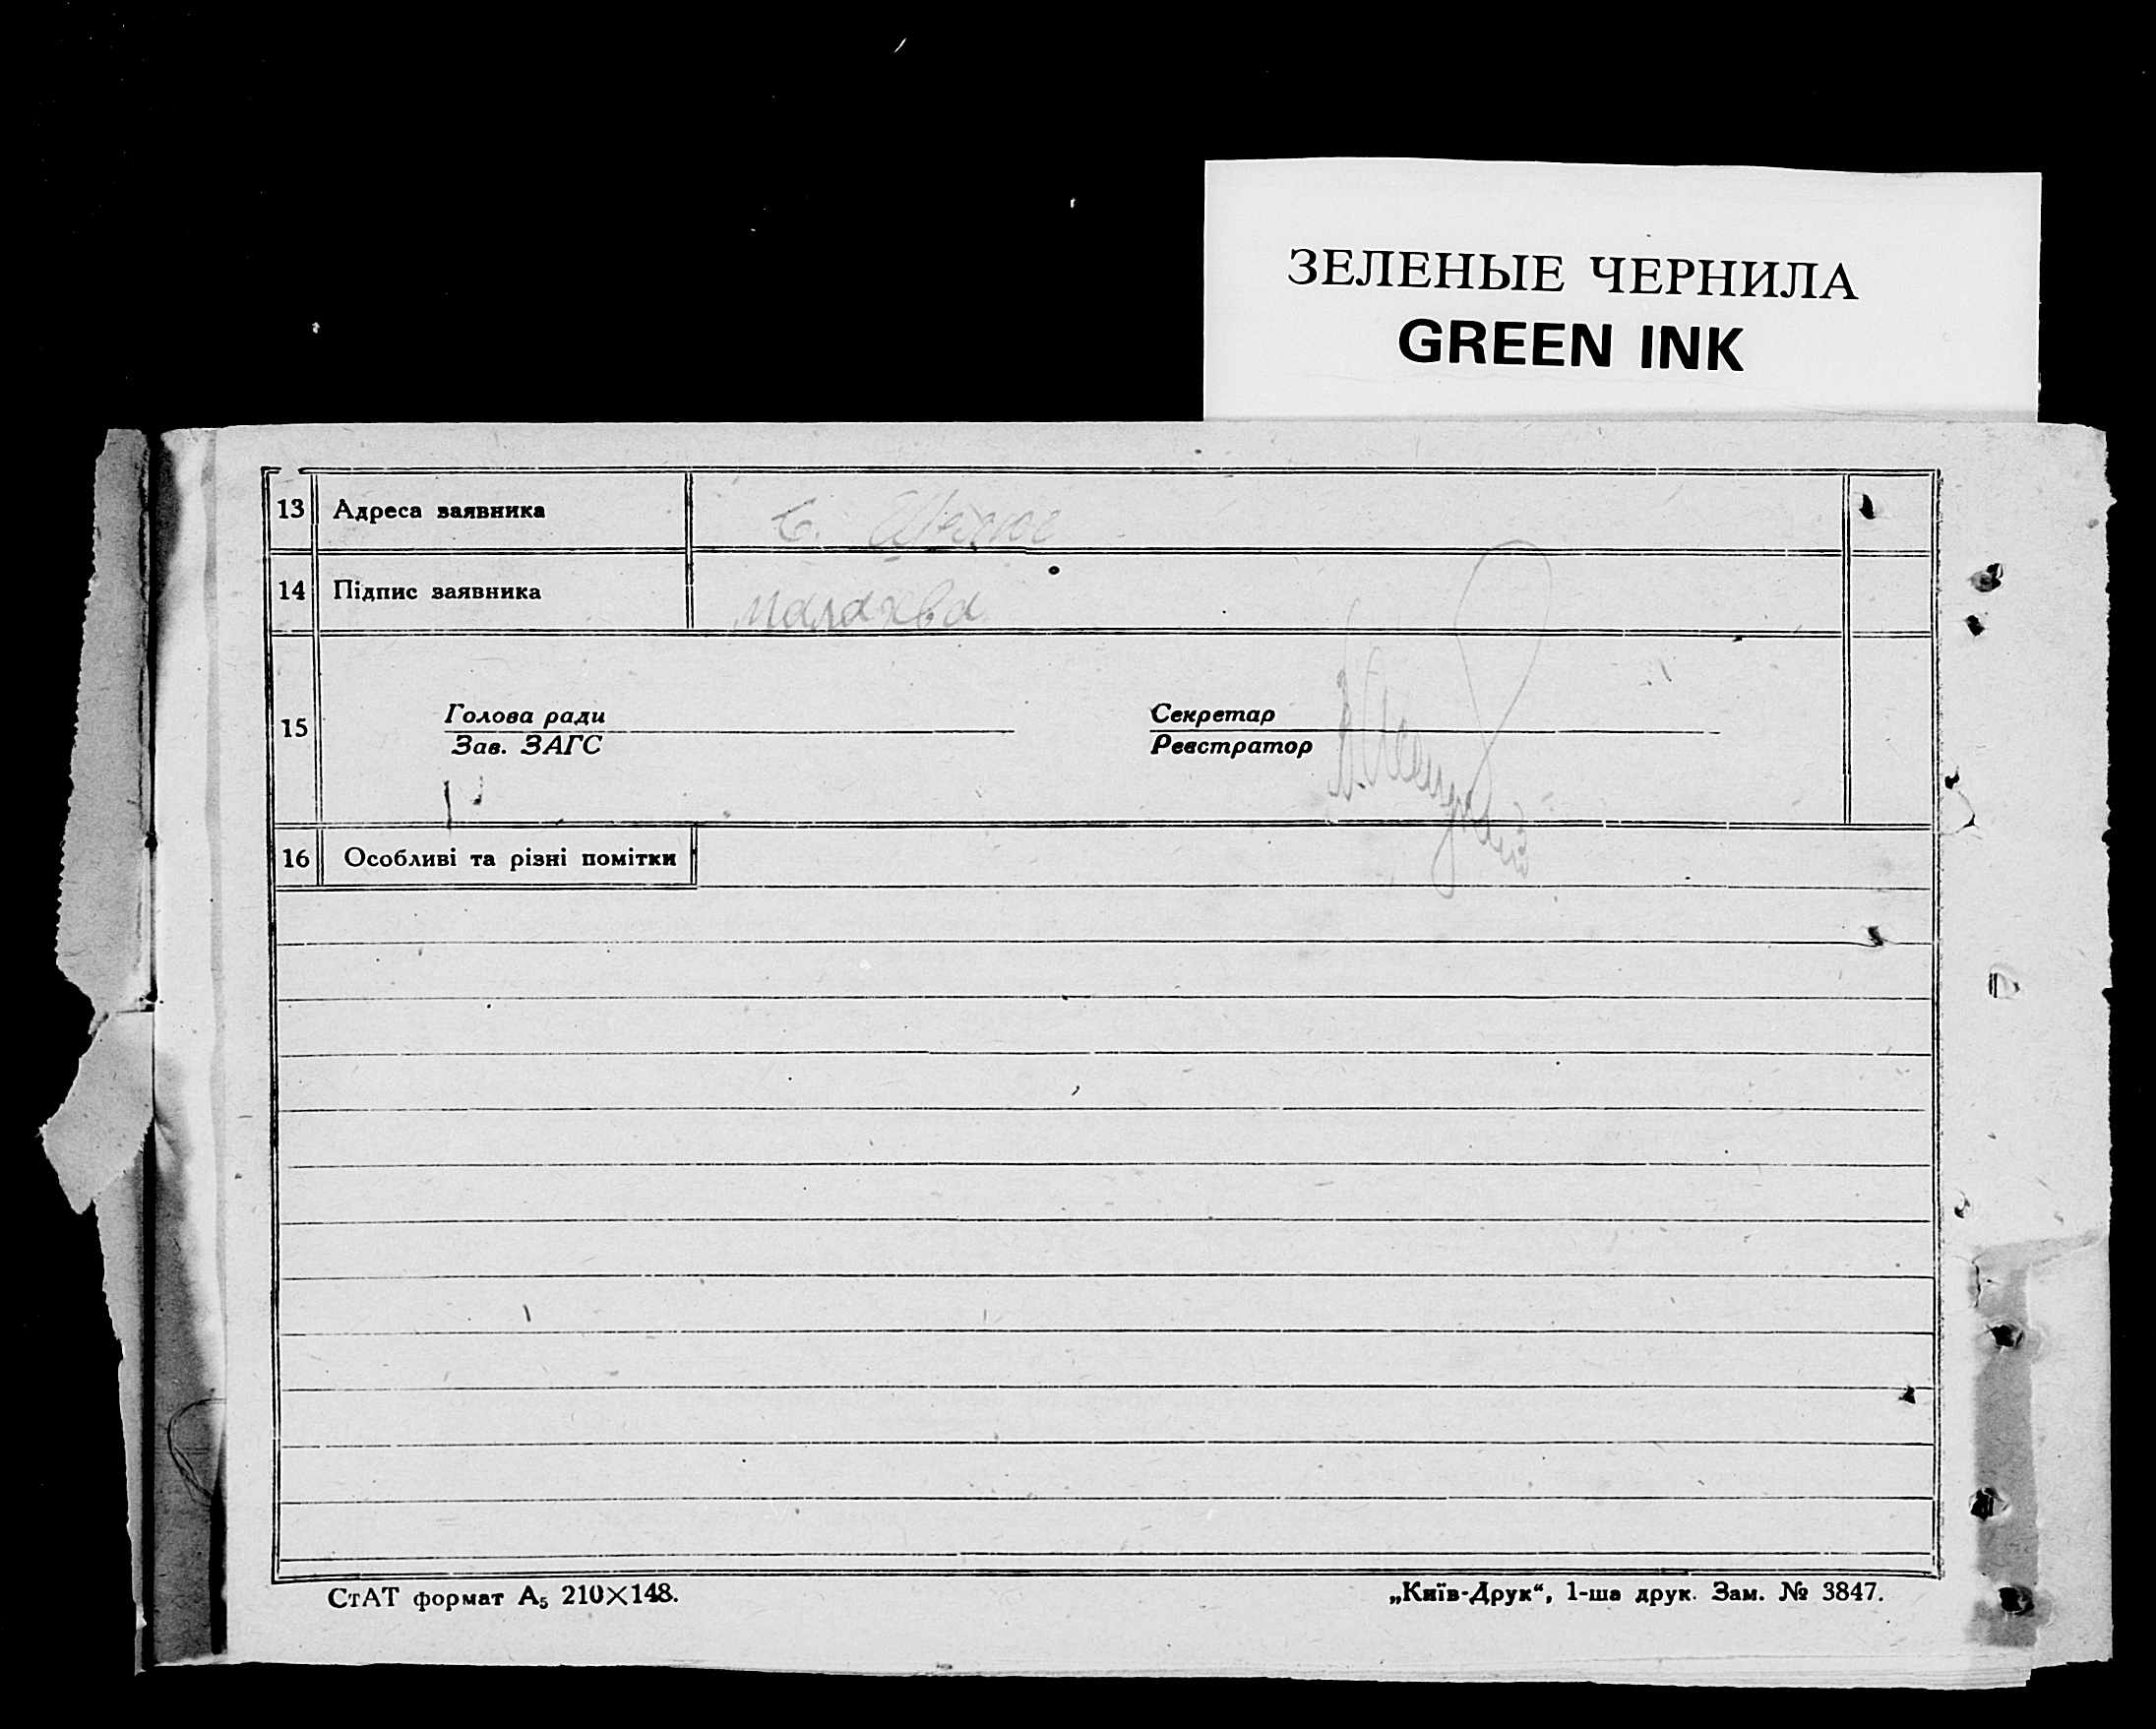 ЗЕЛЕНЫЕ ЧЕРНИЛА
GREEN INK
13 Адреса заявника с.
14 Підпис заявника
15 Голова ради Секретар
Зав. ЗАГС Реєстратор
16 Особливі та різні помітки
СтАТ формат А5 210×148.
„Київ-Друк“, 1-ша друк. Зам. № 3847.